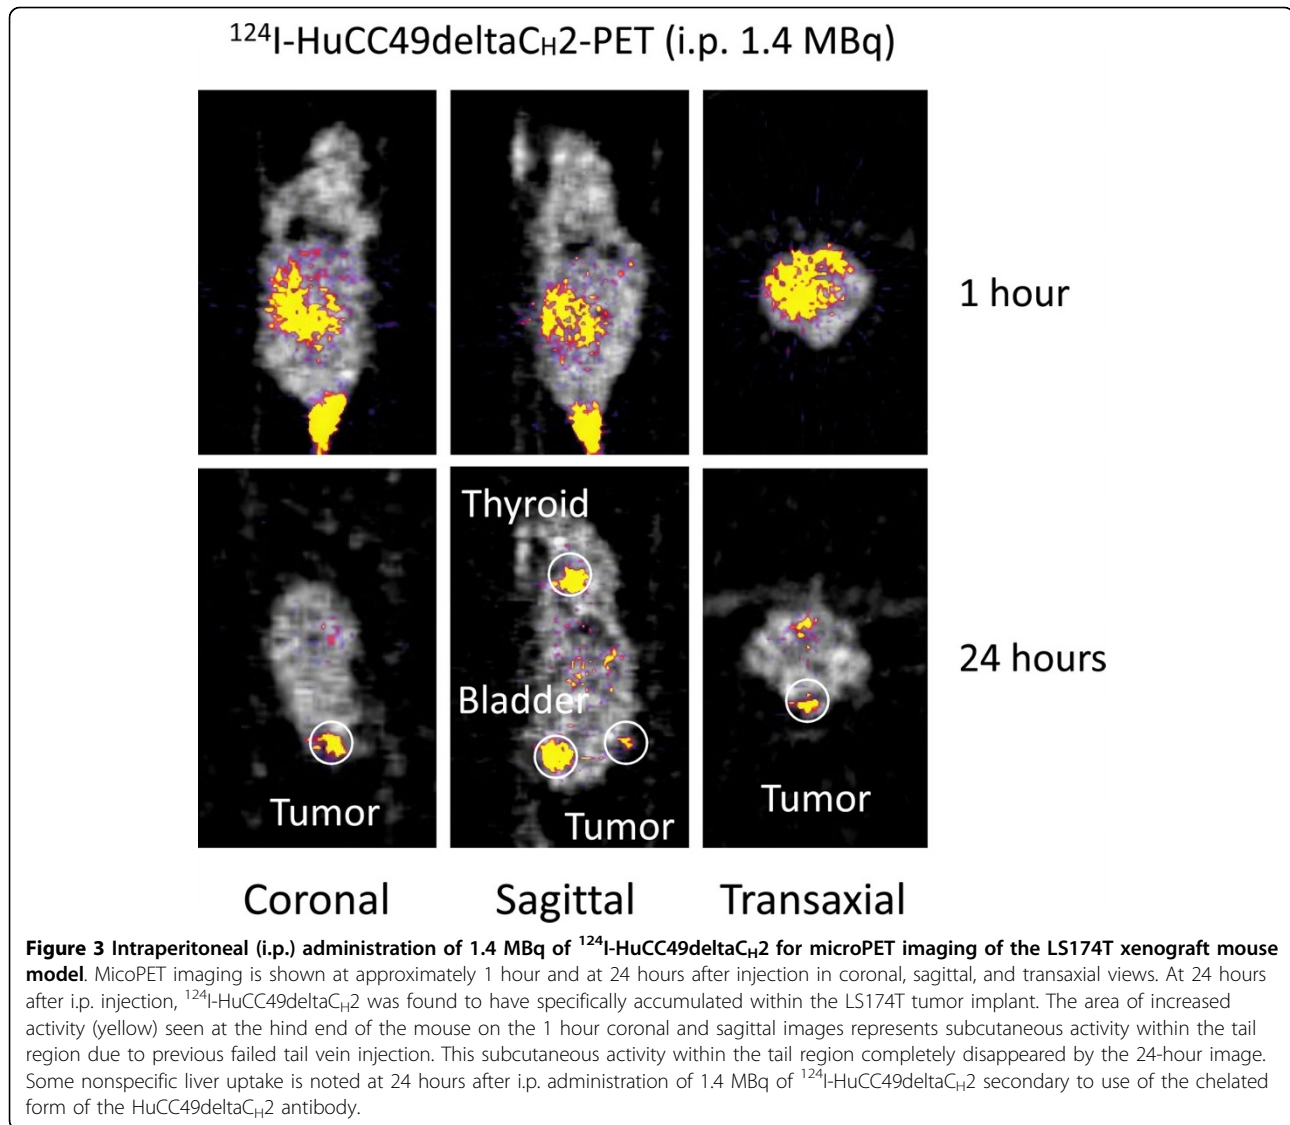 ¹²⁴I-HuCC49deltaCₕ2-PET (i.p. 1.4 MBq)
1 hour
Thyroid
Bladder
Tumor
Tumor
Tumor
24 hours
Coronal
Sagittal
Transaxial
Figure 3 Intraperitoneal (i.p.) administration of 1.4 MBq of ¹²⁴I-HuCC49deltaCₕ2 for microPET imaging of the LS174T xenograft mouse
model. MicoPET imaging is shown at approximately 1 hour and at 24 hours after injection in coronal, sagittal, and transaxial views. At 24 hours
after i.p. injection, ¹²⁴I-HuCC49deltaCₕ2 was found to have specifically accumulated within the LS174T tumor implant. The area of increased
activity (yellow) seen at the hind end of the mouse on the 1 hour coronal and sagittal images represents subcutaneous activity within the tail
region due to previous failed tail vein injection. This subcutaneous activity within the tail region completely disappeared by the 24-hour image.
Some nonspecific liver uptake is noted at 24 hours after i.p. administration of 1.4 MBq of ¹²⁴I-HuCC49deltaCₕ2 secondary to use of the chelated
form of the HuCC49deltaCₕ2 antibody.